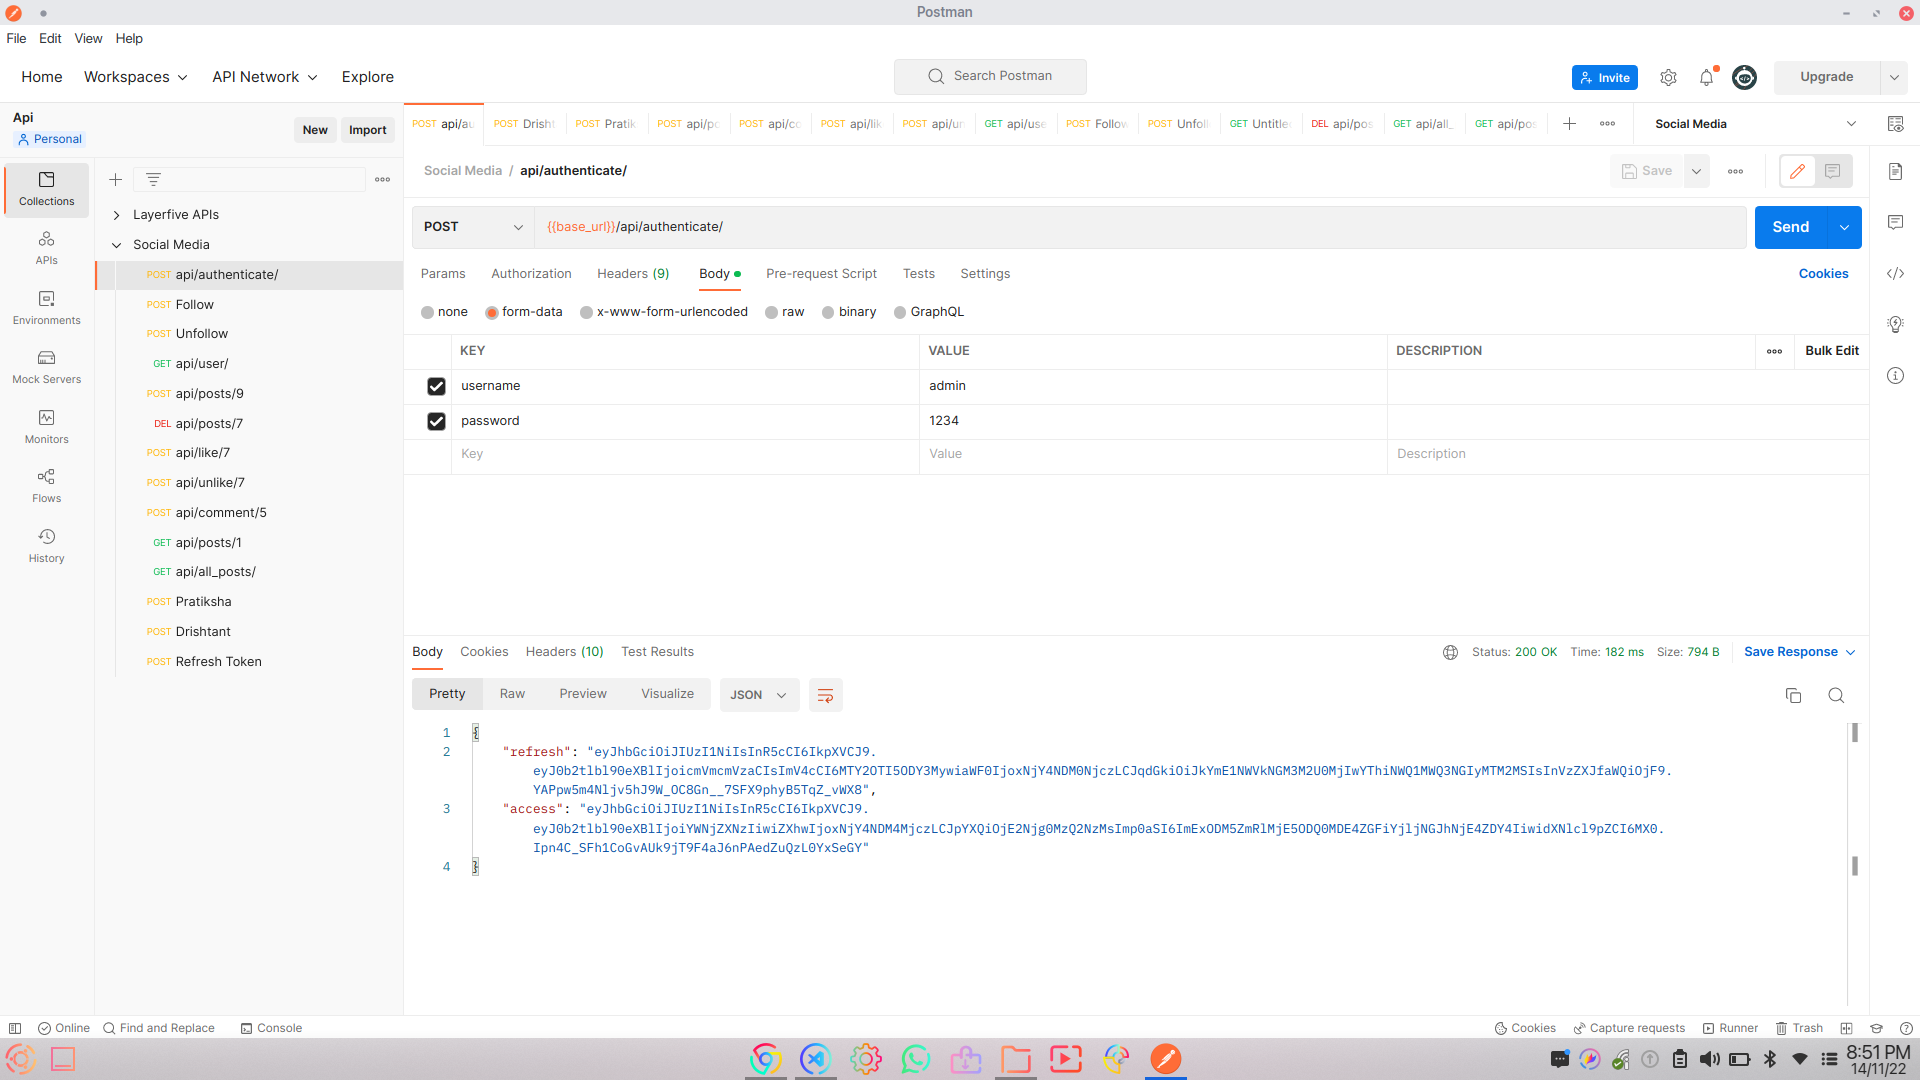 Postman
File Edit View Help
Home Workspaces API Network Explore
Search Postman
Invite
Upgrade
Api
Personal
New Import
POST api/au POST Drisht POST Pratik POST api/po POST api/co POST api/lik POST api/un GET api/use POST Follow POST Unfoll GET Untitle DEL api/pos GET api/all_ GET api/pos
Social Media
Collections
APIs
Environments
Mock Servers
Monitors
Flows
History
Layerfive APIs
Social Media
POST api/authenticate/
POST Follow
POST Unfollow
GET api/user/
POST api/posts/9
DEL api/posts/7
POST api/like/7
POST api/unlike/7
POST api/comment/5
GET api/posts/1
GET api/all_posts/
POST Pratiksha
POST Drishtant
POST Refresh Token
Social Media / api/authenticate/
Save
POST {{base_url}}/api/authenticate/
Send
Params Authorization Headers (9) Body Pre-request Script Tests Settings
Cookies
none form-data x-www-form-urlencoded raw binary GraphQL
KEY VALUE DESCRIPTION Bulk Edit
username admin
password 1234
Key Value Description
Body Cookies Headers (10) Test Results
Status: 200 OK Time: 182 ms Size: 794 B Save Response
Pretty Raw Preview Visualize JSON
1 {
2 "refresh": "eyJhbGciOiJIUzI1NiIsInR5cCI6IkpXVCJ9.
eyJ0b2tlbl90eXBlIjoicmVmcmVzaCIsImV4cCI6MTY2OTI5ODY3MywiaWF0IjoxNjY4NDM0NjczLCJqdGkiOiJkYmE1NWVkNGM3M2U0MjIwYThiNWQ1MWQ3NGIyMTM2MSIsInVzZXJfaWQiOjF9.
YAPpw5m4Nljv5hJ9W_OC8Gn__7SFX9phyB5TqZ_vWX8",
3 "access": "eyJhbGciOiJIUzI1NiIsInR5cCI6IkpXVCJ9.
eyJ0b2tlbl90eXBlIjoiYWNjZXNzIiwiZXhwIjoxNjY4NDM4MjczLCJpYXQiOjE2Njg0MzQ2NzMsImp0aSI6ImExODM5ZmRlMjE5ODQ0MDE4ZGFiYjljNGJhNjE4ZDY4IiwidXNlcl9pZCI6MX0.
Ipn4C_SFh1CoGvAUk9jT9F4aJ6nPAedZuQzL0YxSeGY"
4 }
Online Find and Replace Console
Cookies Capture requests Runner Trash
8:51 PM
14/11/22